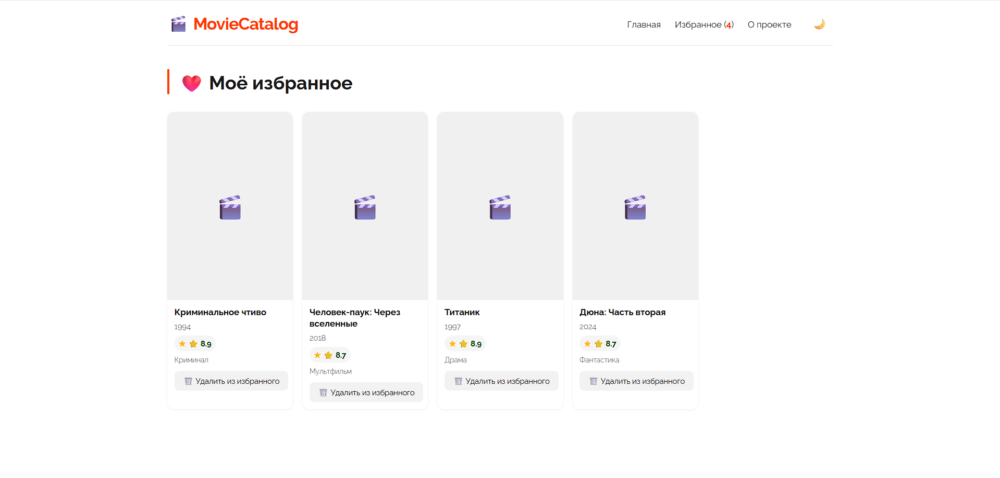 MovieCatalog
Главная Избранное (4) О проекте
Моё избранное
Криминальное чтиво
1994
★ ⭐ 8.9
Криминал
Удалить из избранного
Человек-паук: Через
вселенные
2018
★ ⭐ 8.7
Мультфильм
Удалить из избранного
Титаник
1997
★ ⭐ 8.9
Драма
Удалить из избранного
Дюна: Часть вторая
2024
★ ⭐ 8.7
Фантастика
Удалить из избранного